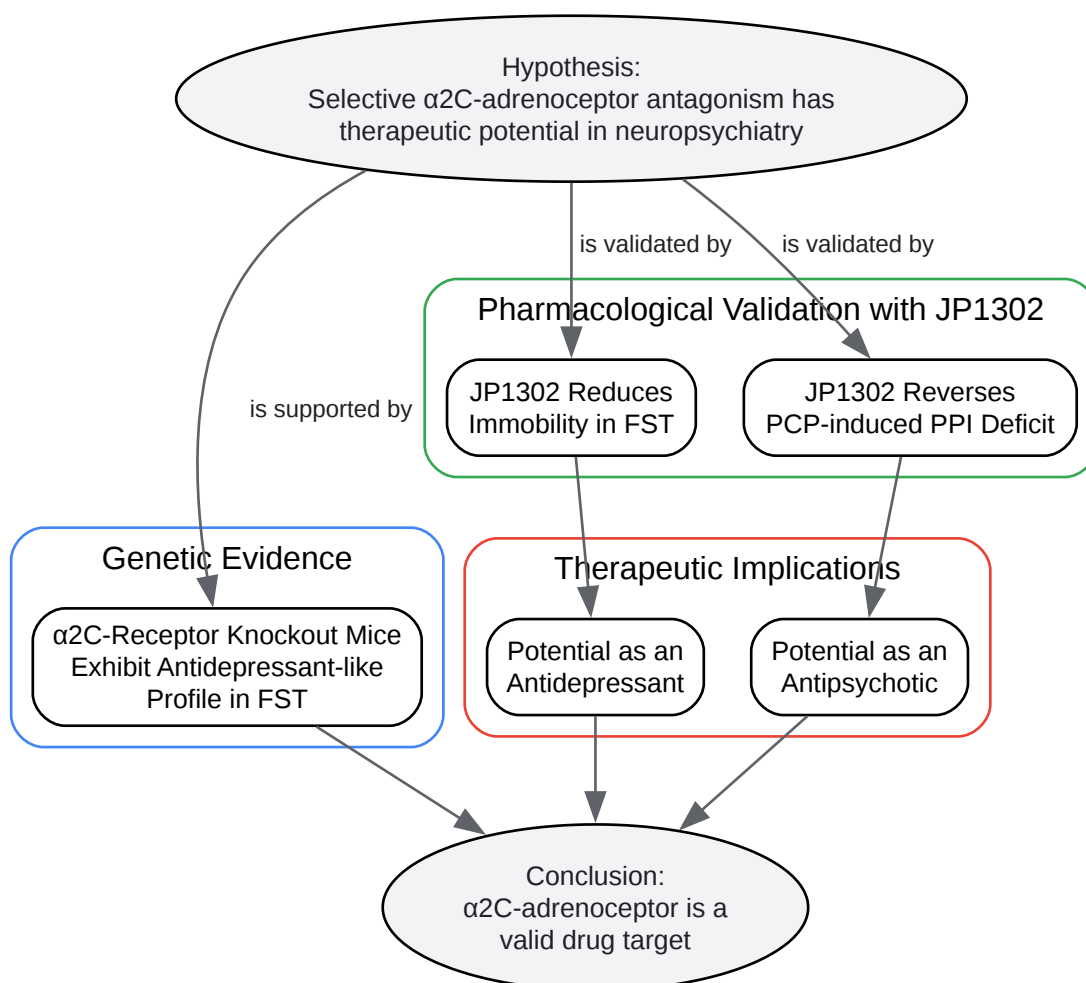 Hypothesis:
Selective α2C-adrenoceptor antagonism has
therapeutic potential in neuropsychiatry
is validated by
is validated by
Pharmacological Validation with JP1302
JP1302 Reduces
Immobility in FST
JP1302 Reverses
PCP-induced PPI Deficit
is supported by
Genetic Evidence
α2C-Receptor Knockout Mice
Exhibit Antidepressant-like
Profile in FST
Therapeutic Implications
Potential as an
Antidepressant
Potential as an
Antipsychotic
Conclusion:
α2C-adrenoceptor is a
valid drug target